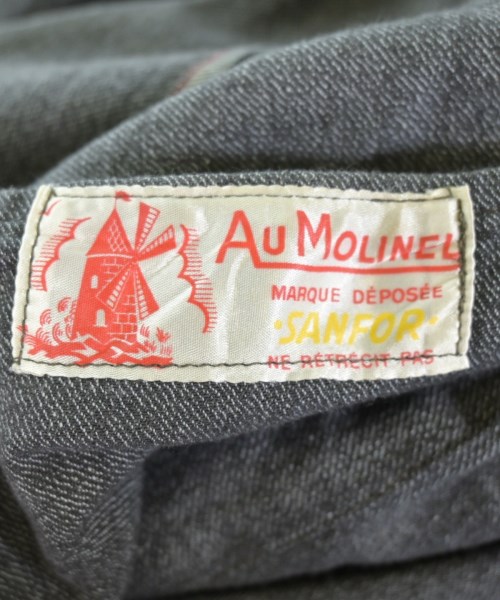 AU MOLINEL
MARQUE DÉPOSÉE
·SANFOR·
NE RÉTRÉCIT PAS